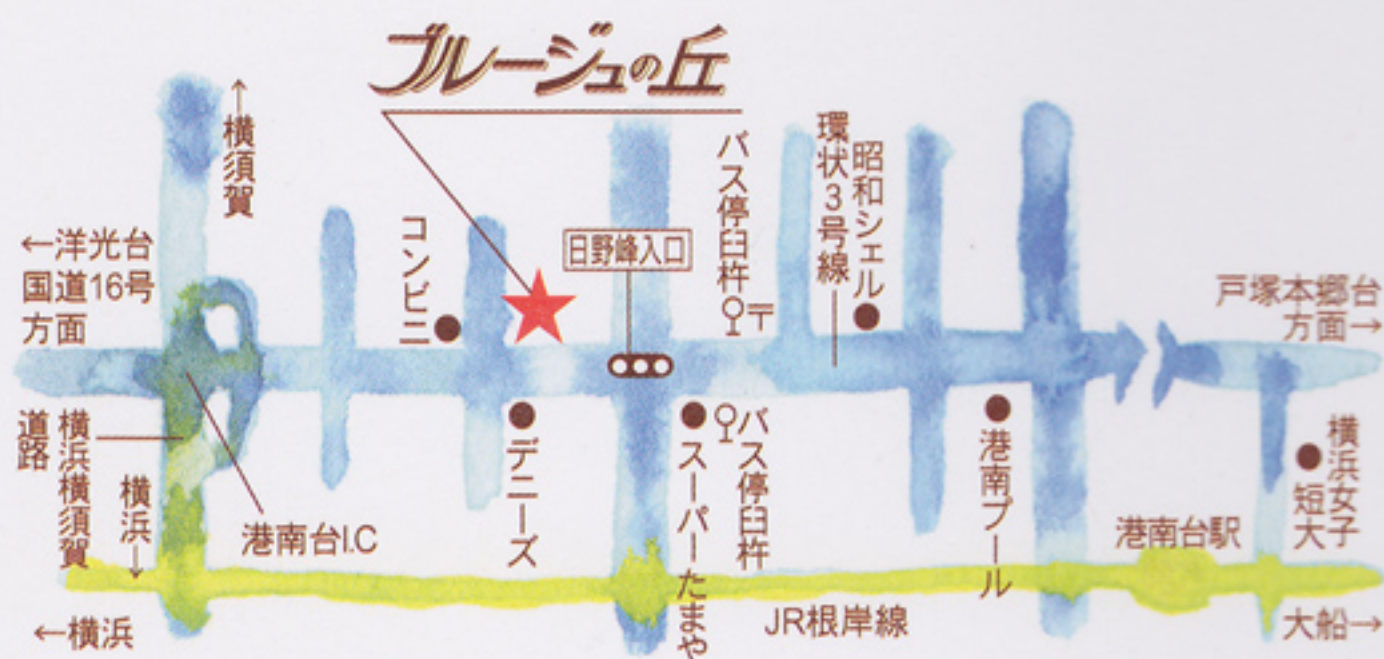 ブルージュの丘
↑横須賀
←洋光台
国道16号
方面
コンビニ
日野峰入口
バス停臼杵
〒
環状3号線
昭和シェル
戸塚本郷台
方面→
横浜横須賀
道路
横浜↓
港南台I.C
デニーズ
スーパーたまや
バス停臼杵
港南プール
港南台駅
横浜女子
短大
←横浜
JR根岸線
大船→